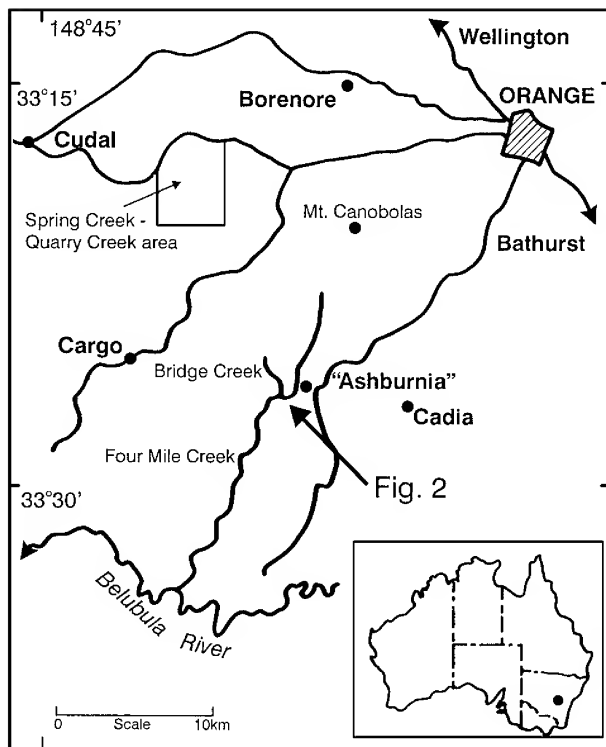 148°45'
Wellington
33°15'
ORANGE
Borenore
Cudal
Spring Creek -
Quarry Creek area
Mt. Canobolas
Bathurst
Cargo
Bridge Creek
"Ashburnia"
Cadia
Four Mile Creek
Fig. 2
33°30'
Belubula River
0 Scale 10km